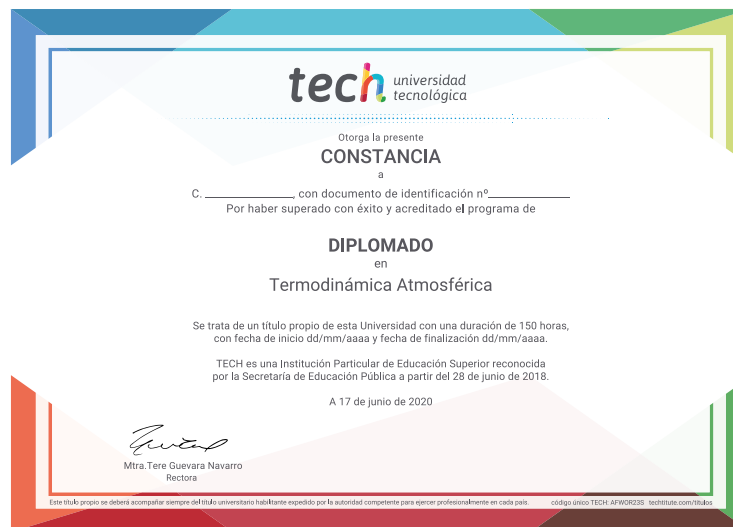 tech universidad
tecnológica
Otorga la presente
CONSTANCIA
a
C. ______________, con documento de identificación nº_____________
Por haber superado con éxito y acreditado el programa de
DIPLOMADO
en
Termodinámica Atmosférica
Se trata de un título propio de esta Universidad con una duración de 150 horas,
con fecha de inicio dd/mm/aaaa y fecha de finalización dd/mm/aaaa.
TECH es una Institución Particular de Educación Superior reconocida
por la Secretaría de Educación Pública a partir del 28 de junio de 2018.
A 17 de junio de 2020
Mtra.Tere Guevara Navarro
Rectora
Este título propio se deberá acompañar siempre del título universitario habilitante expedido por la autoridad competente para ejercer profesionalmente en cada país. código único TECH: AFWOR23S techtitute.com/títulos